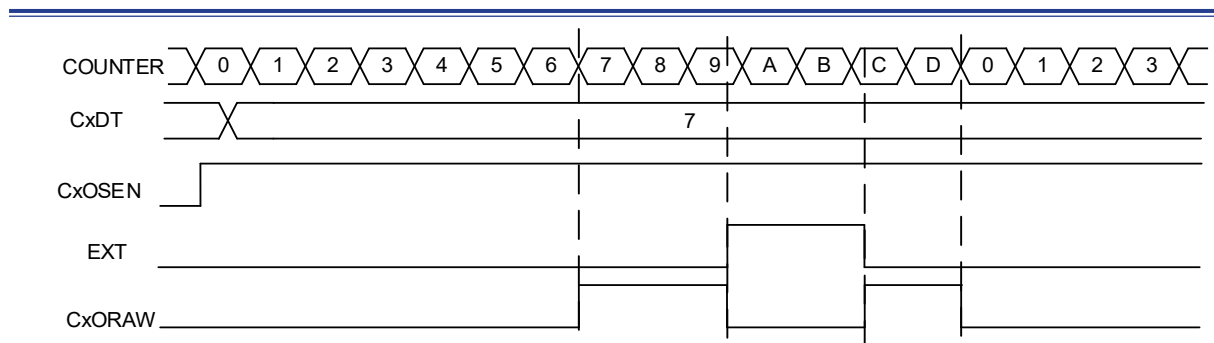 COUNTER 0 1 2 3 4 5 6 7 8 9 A B C D 0 1 2 3
CxDT 7
CxOSEN
EXT
CxORAW